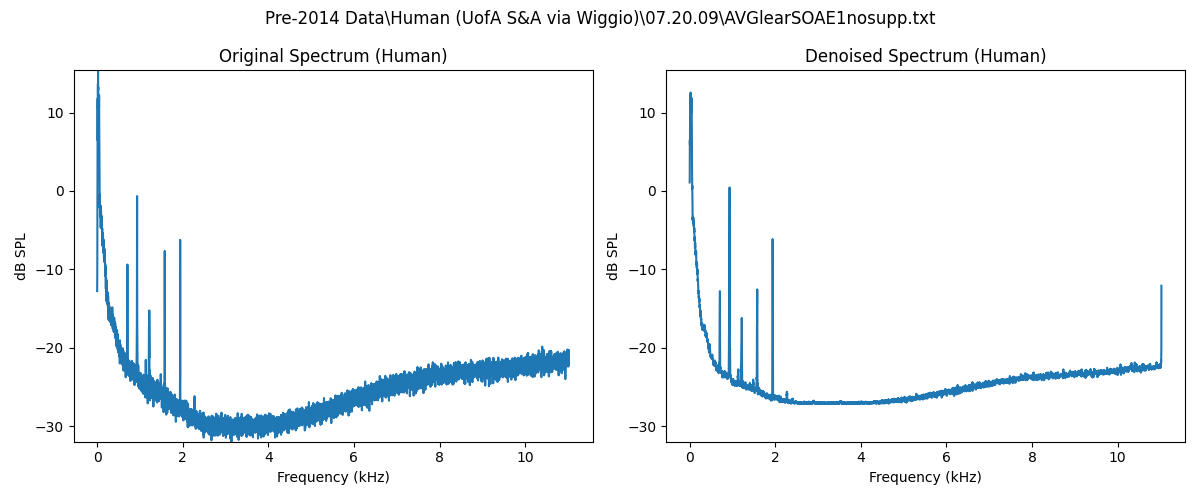 Pre-2014 Data\Human (UofA S&A via Wiggio)\07.20.09\AVGlearSOAE1nosupp.txt
Original Spectrum (Human)
10
0
−10
−20
−30
dB SPL
0 2 4 6 8 10
Frequency (kHz)
Denoised Spectrum (Human)
10
0
−10
−20
−30
dB SPL
0 2 4 6 8 10
Frequency (kHz)